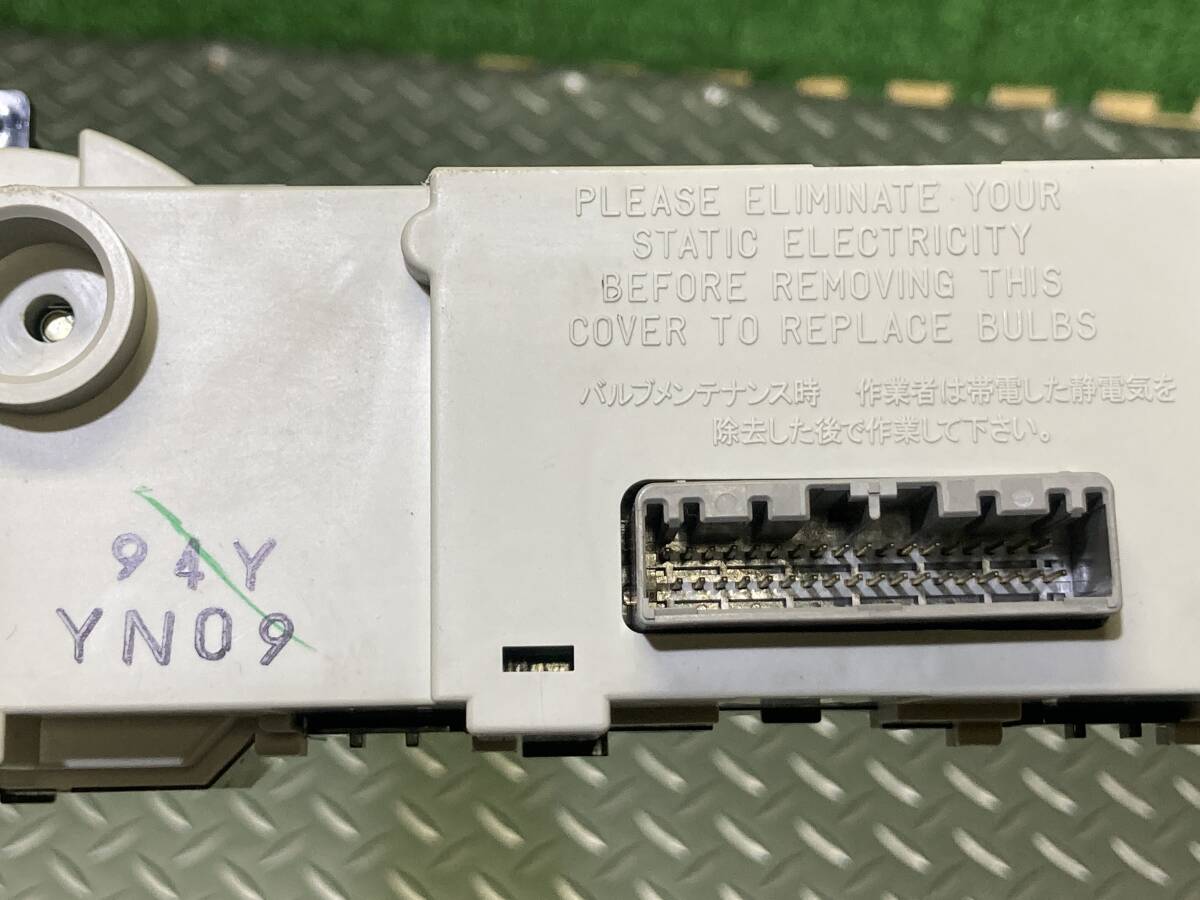 PLEASE ELIMINATE YOUR
STATIC ELECTRICITY
BEFORE REMOVING THIS
COVER TO REPLACE BULBS
バルブメンテナンス時　作業者は帯電した静電気を
除去した後で作業して下さい。
94Y
YN09